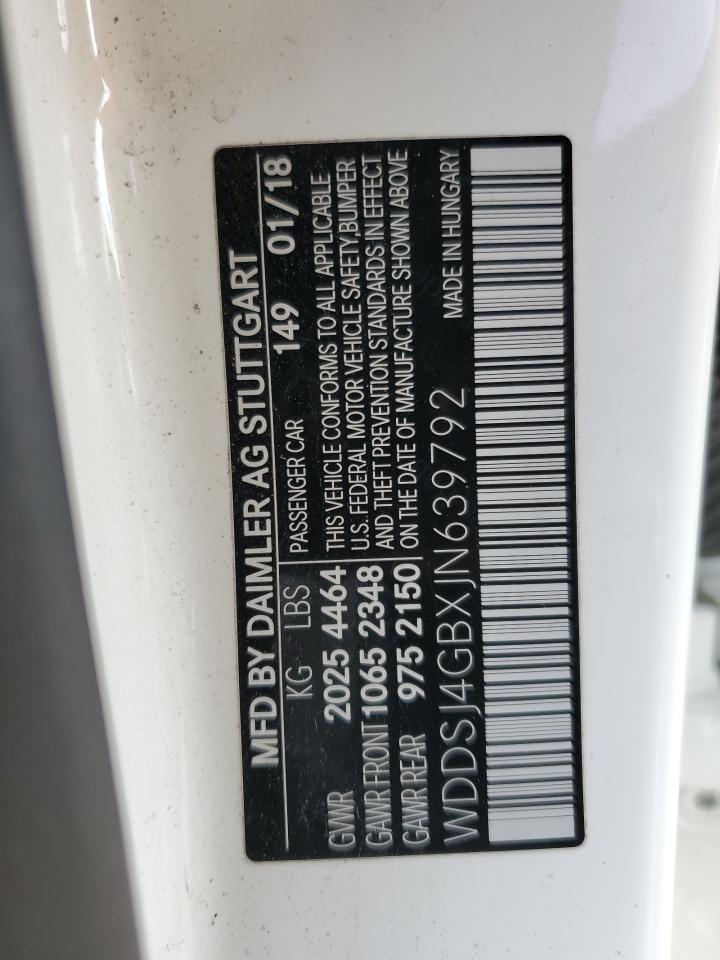 MFD BY DAIMLER AG STUTTGART
KG LBS PASSENGER CAR 149 01/18
GVWR 2025 4464 THIS VEHICLE CONFORMS TO ALL APPLICABLE
GAWR FRONT 1065 2348 U.S. FEDERAL MOTOR VEHICLE SAFETY,BUMPER
AND THEFT PREVENTION STANDARDS IN EFFECT
GAWR REAR 975 2150 ON THE DATE OF MANUFACTURE SHOWN ABOVE
WDDSJ4GBXJN639792 MADE IN HUNGARY